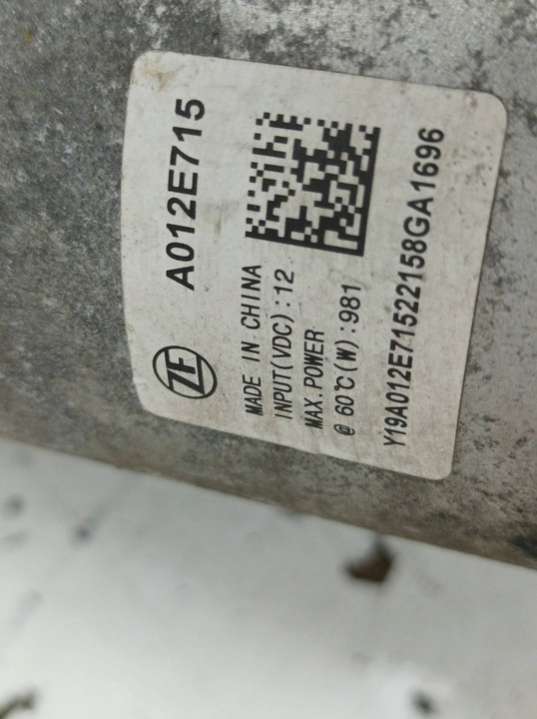 ZF A012E715
MADE IN CHINA
INPUT(VDC):12
MAX.POWER
@ 60℃(W):981
Y19A012E71522158GA1696